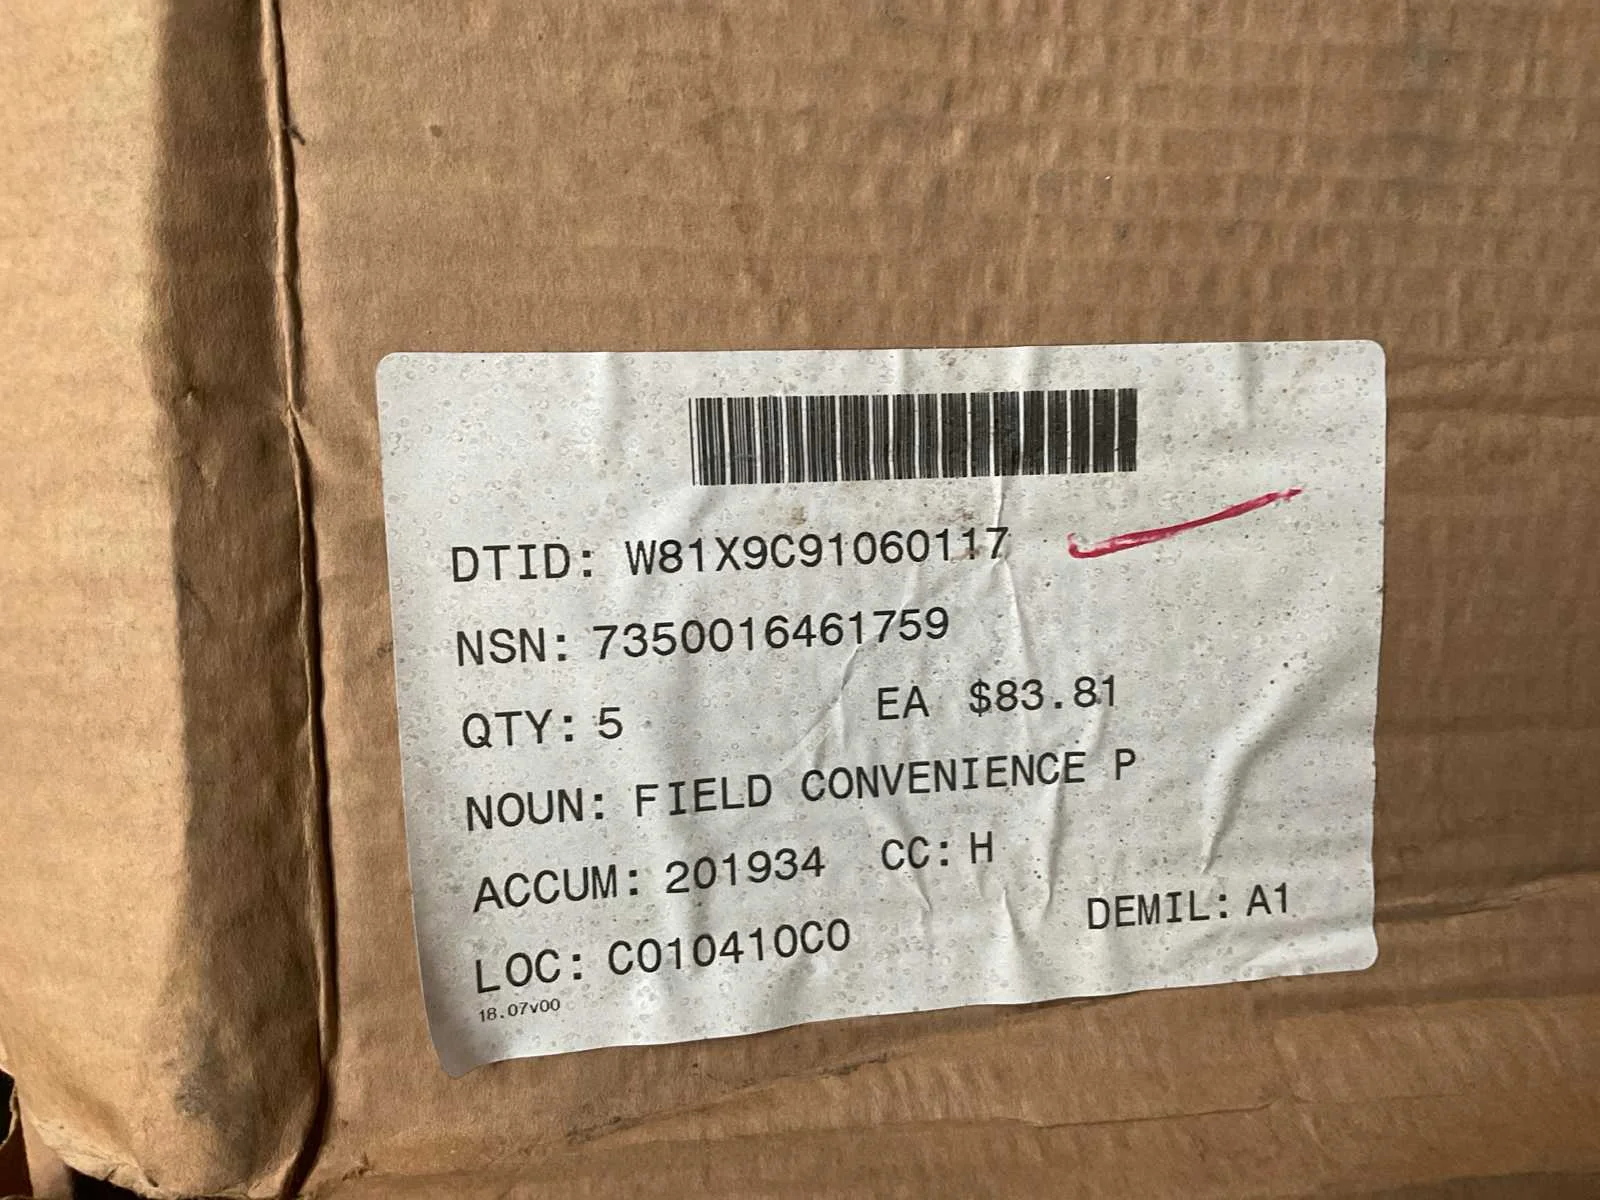 DTID: W81X9C91060117
NSN: 7350016461759
QTY: 5 EA $83.81
NOUN: FIELD CONVENIENCE P
ACCUM: 201934 CC: H
LOC: C010410C0 DEMIL: A1
18.07v00